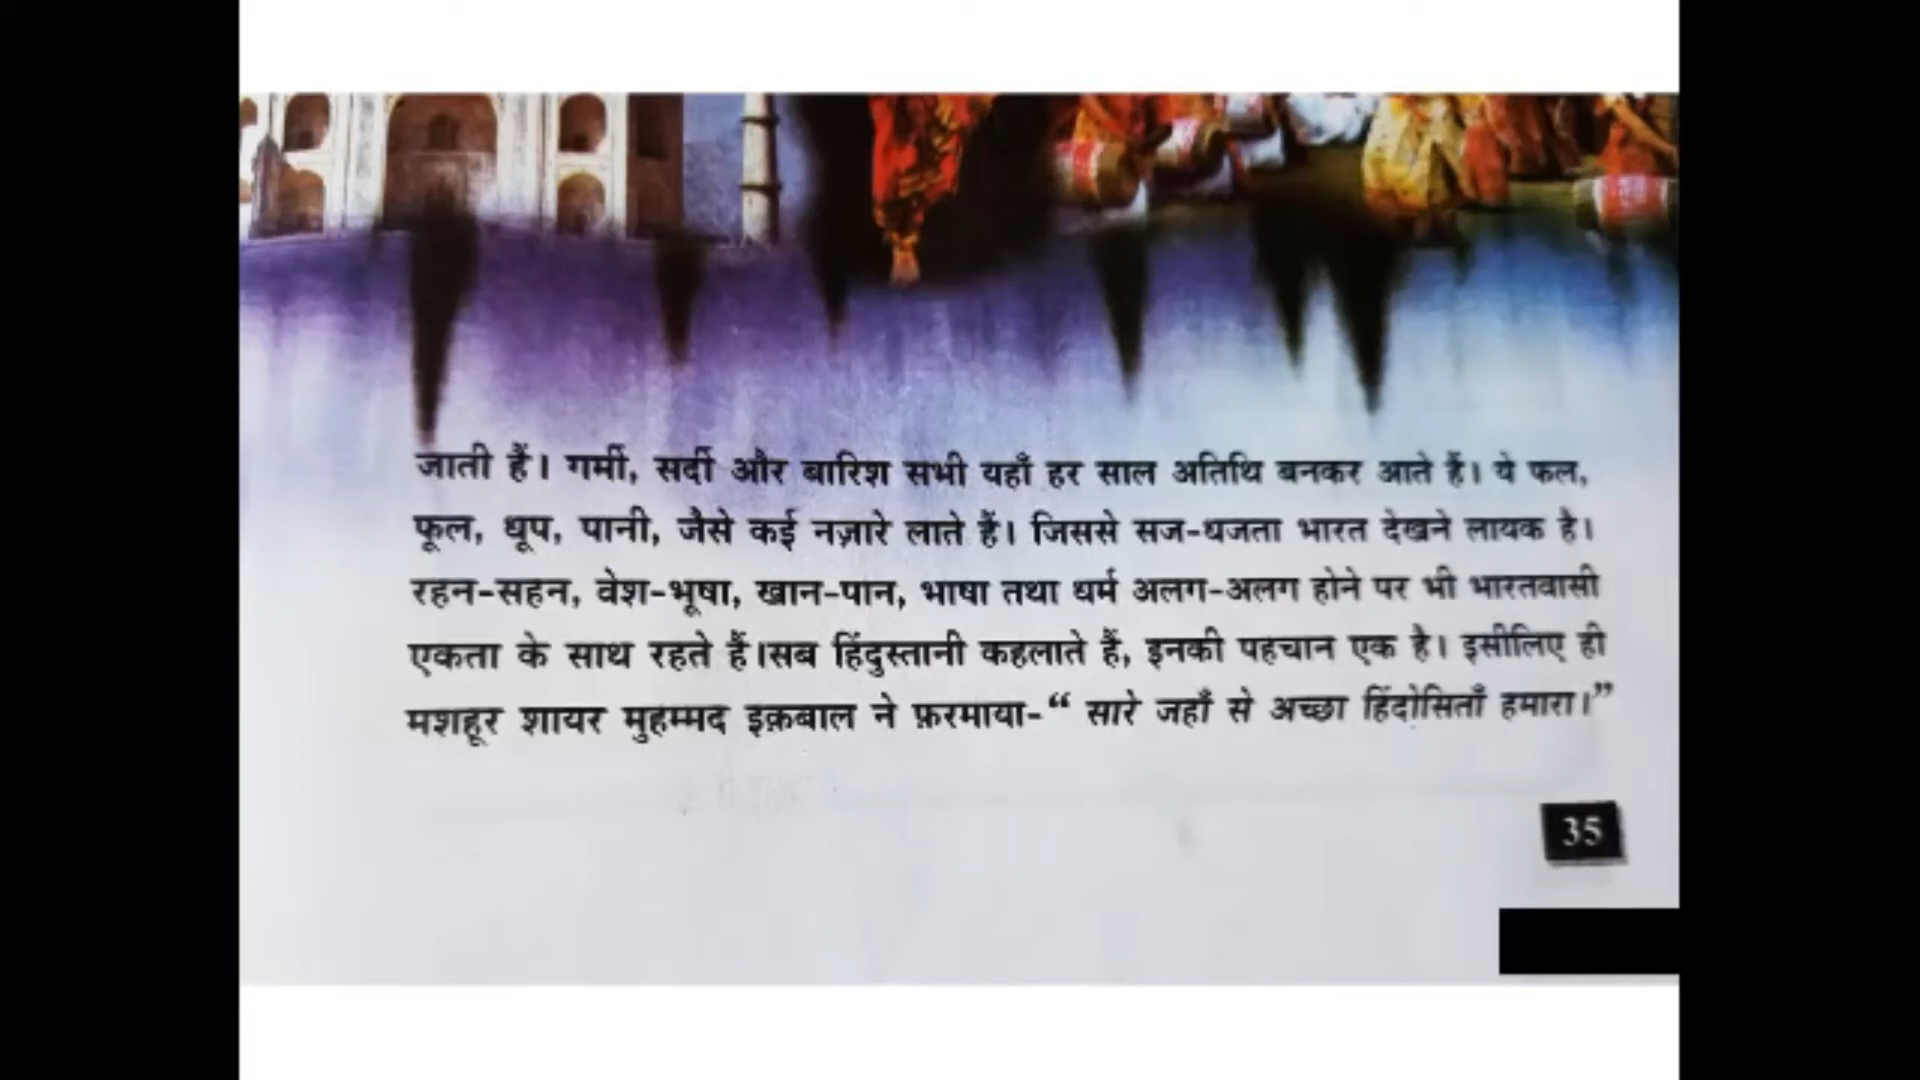 जाती हैं। गर्मी, सर्दी और बारिश सभी यहाँ हर साल अतिथि बनकर आते हैं। ये फल,
फूल, धूप, पानी, जैसे कई नज़ारे लाते हैं। जिससे सज-धजता भारत देखने लायक है।
रहन-सहन, वेश-भूषा, खान-पान, भाषा तथा धर्म अलग-अलग होने पर भी भारतवासी
एकता के साथ रहते हैं।सब हिंदुस्तानी कहलाते हैं, इनकी पहचान एक है। इसीलिए ही
मशहूर शायर मुहम्मद इक़बाल ने फ़रमाया-“ सारे जहाँ से अच्छा हिंदोसिताँ हमारा।”
35